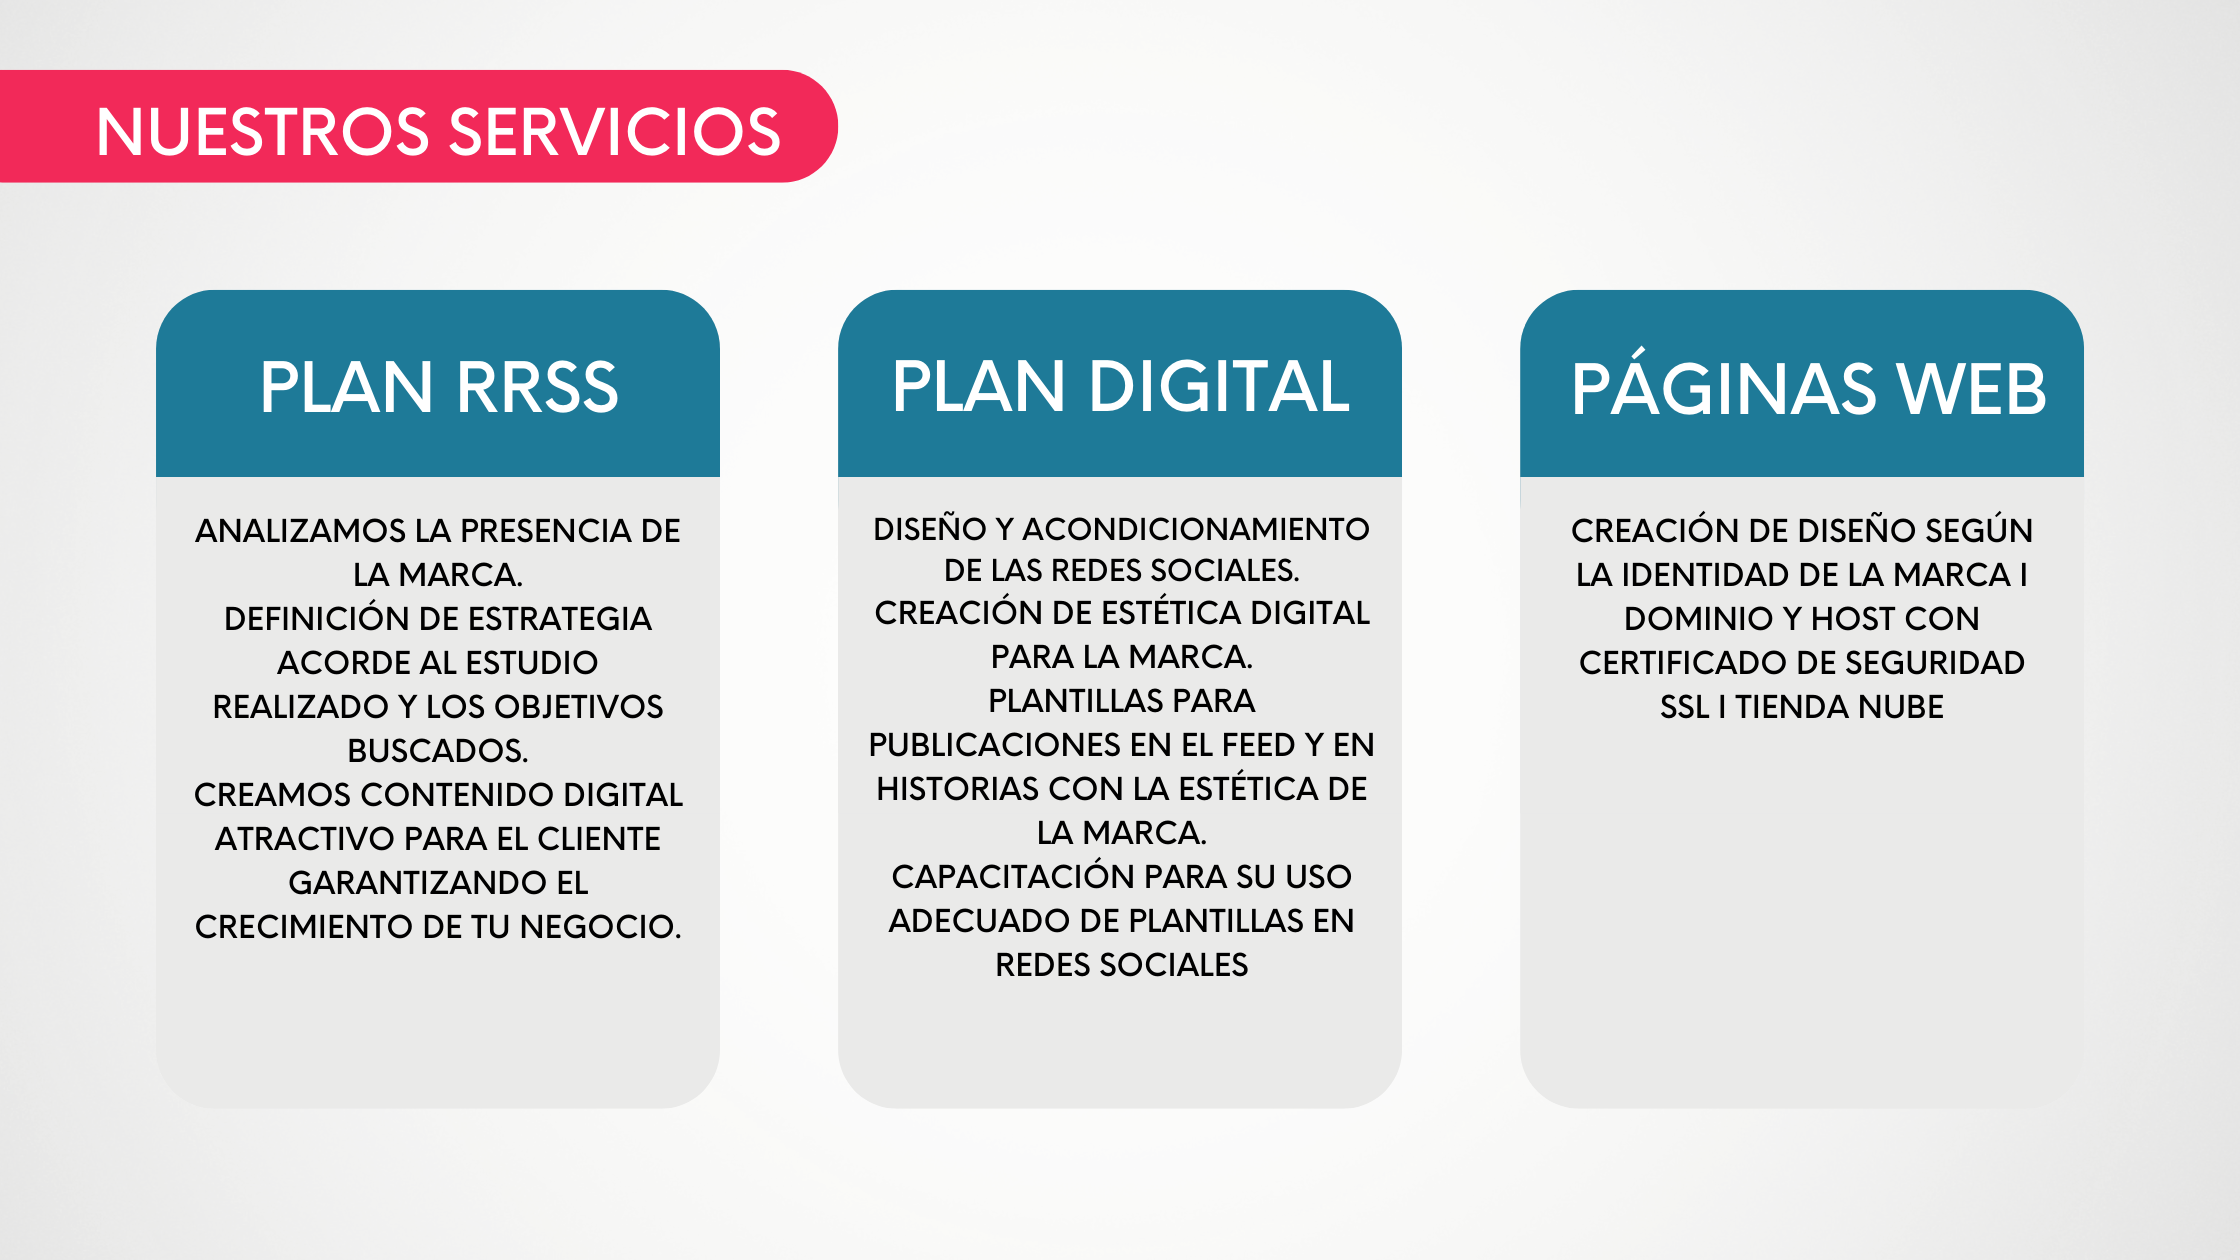 NUESTROS SERVICIOS
PLAN RRSS
ANALIZAMOS LA PRESENCIA DE
LA MARCA.
DEFINICIÓN DE ESTRATEGIA
ACORDE AL ESTUDIO
REALIZADO Y LOS OBJETIVOS
BUSCADOS.
CREAMOS CONTENIDO DIGITAL
ATRACTIVO PARA EL CLIENTE
GARANTIZANDO EL
CRECIMIENTO DE TU NEGOCIO.
PLAN DIGITAL
DISEÑO Y ACONDICIONAMIENTO
DE LAS REDES SOCIALES.
CREACIÓN DE ESTÉTICA DIGITAL
PARA LA MARCA.
PLANTILLAS PARA
PUBLICACIONES EN EL FEED Y EN
HISTORIAS CON LA ESTÉTICA DE
LA MARCA.
CAPACITACIÓN PARA SU USO
ADECUADO DE PLANTILLAS EN
REDES SOCIALES
PÁGINAS WEB
CREACIÓN DE DISEÑO SEGÚN
LA IDENTIDAD DE LA MARCA I
DOMINIO Y HOST CON
CERTIFICADO DE SEGURIDAD
SSL I TIENDA NUBE